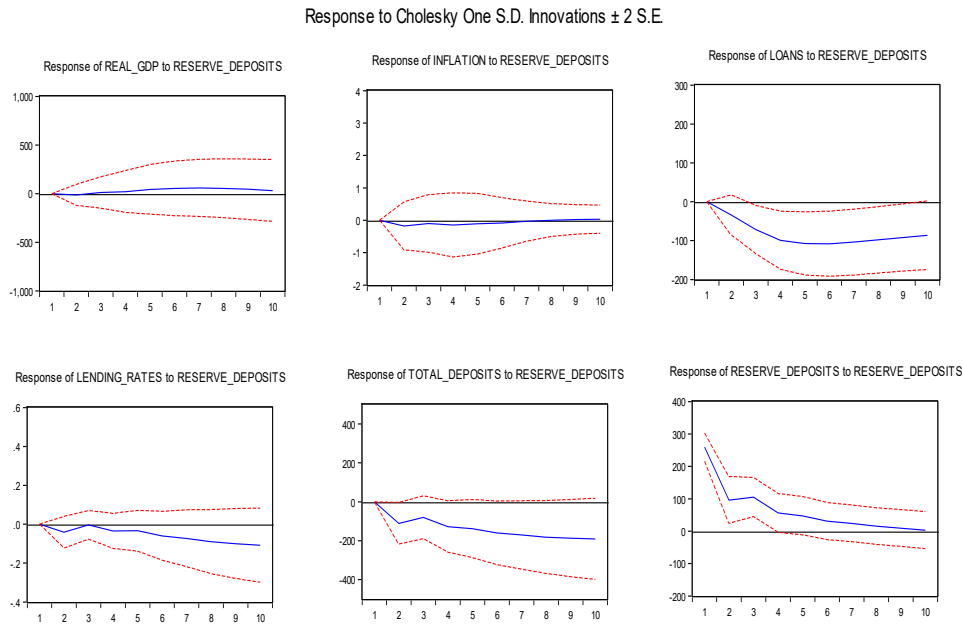 Response to Cholesky One S.D. Innovations ± 2 S.E.
Response of REAL_GDP to RESERVE_DEPOSITS
1,000
500
0
-500
-1,000
1 2 3 4 5 6 7 8 9 10
Response of INFLATION to RESERVE_DEPOSITS
4
3
2
1
0
-1
-2
1 2 3 4 5 6 7 8 9 10
Response of LOANS to RESERVE_DEPOSITS
300
200
100
0
-100
-200
1 2 3 4 5 6 7 8 9 10
Response of LENDING_RATES to RESERVE_DEPOSITS
.6
.4
.2
.0
-.2
-.4
1 2 3 4 5 6 7 8 9 10
Response of TOTAL_DEPOSITS to RESERVE_DEPOSITS
400
200
0
-200
-400
1 2 3 4 5 6 7 8 9 10
Response of RESERVE_DEPOSITS to RESERVE_DEPOSITS
400
300
200
100
0
-100
-200
1 2 3 4 5 6 7 8 9 10